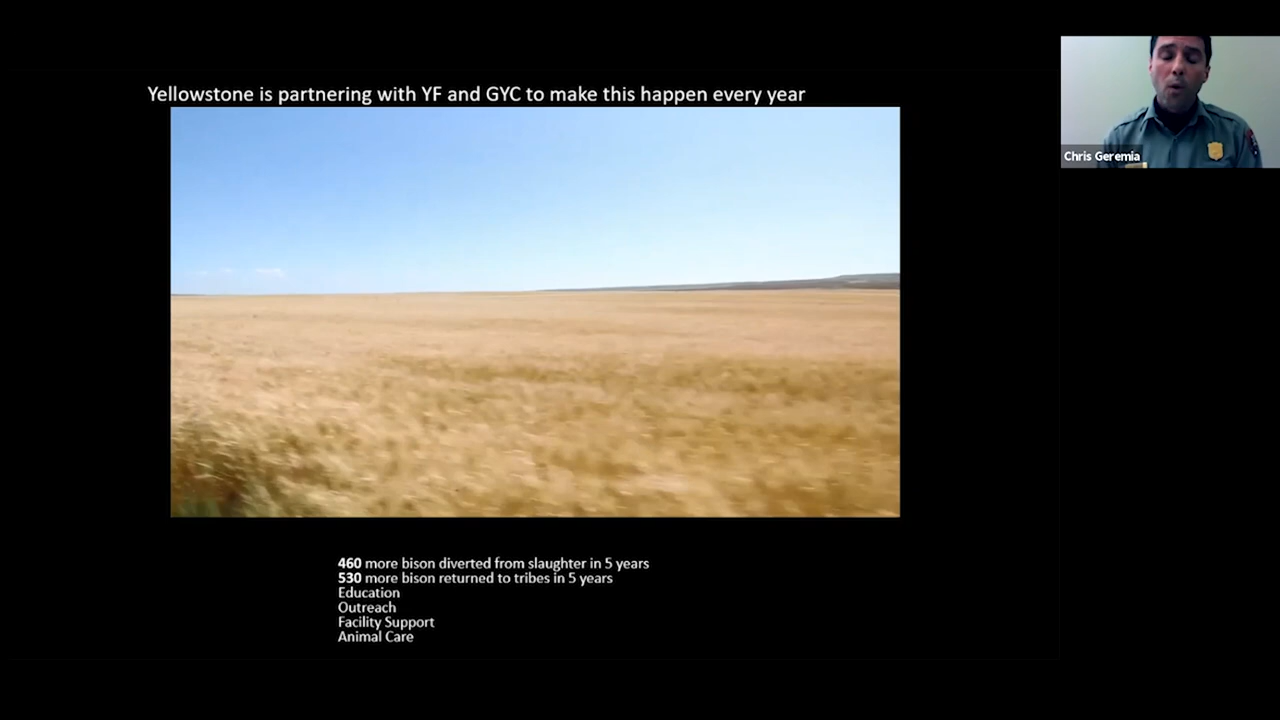 Yellowstone is partnering with YF and GYC to make this happen every year
Chris Geremia
460 more bison diverted from slaughter in 5 years
530 more bison returned to tribes in 5 years
Education
Outreach
Facility Support
Animal Care